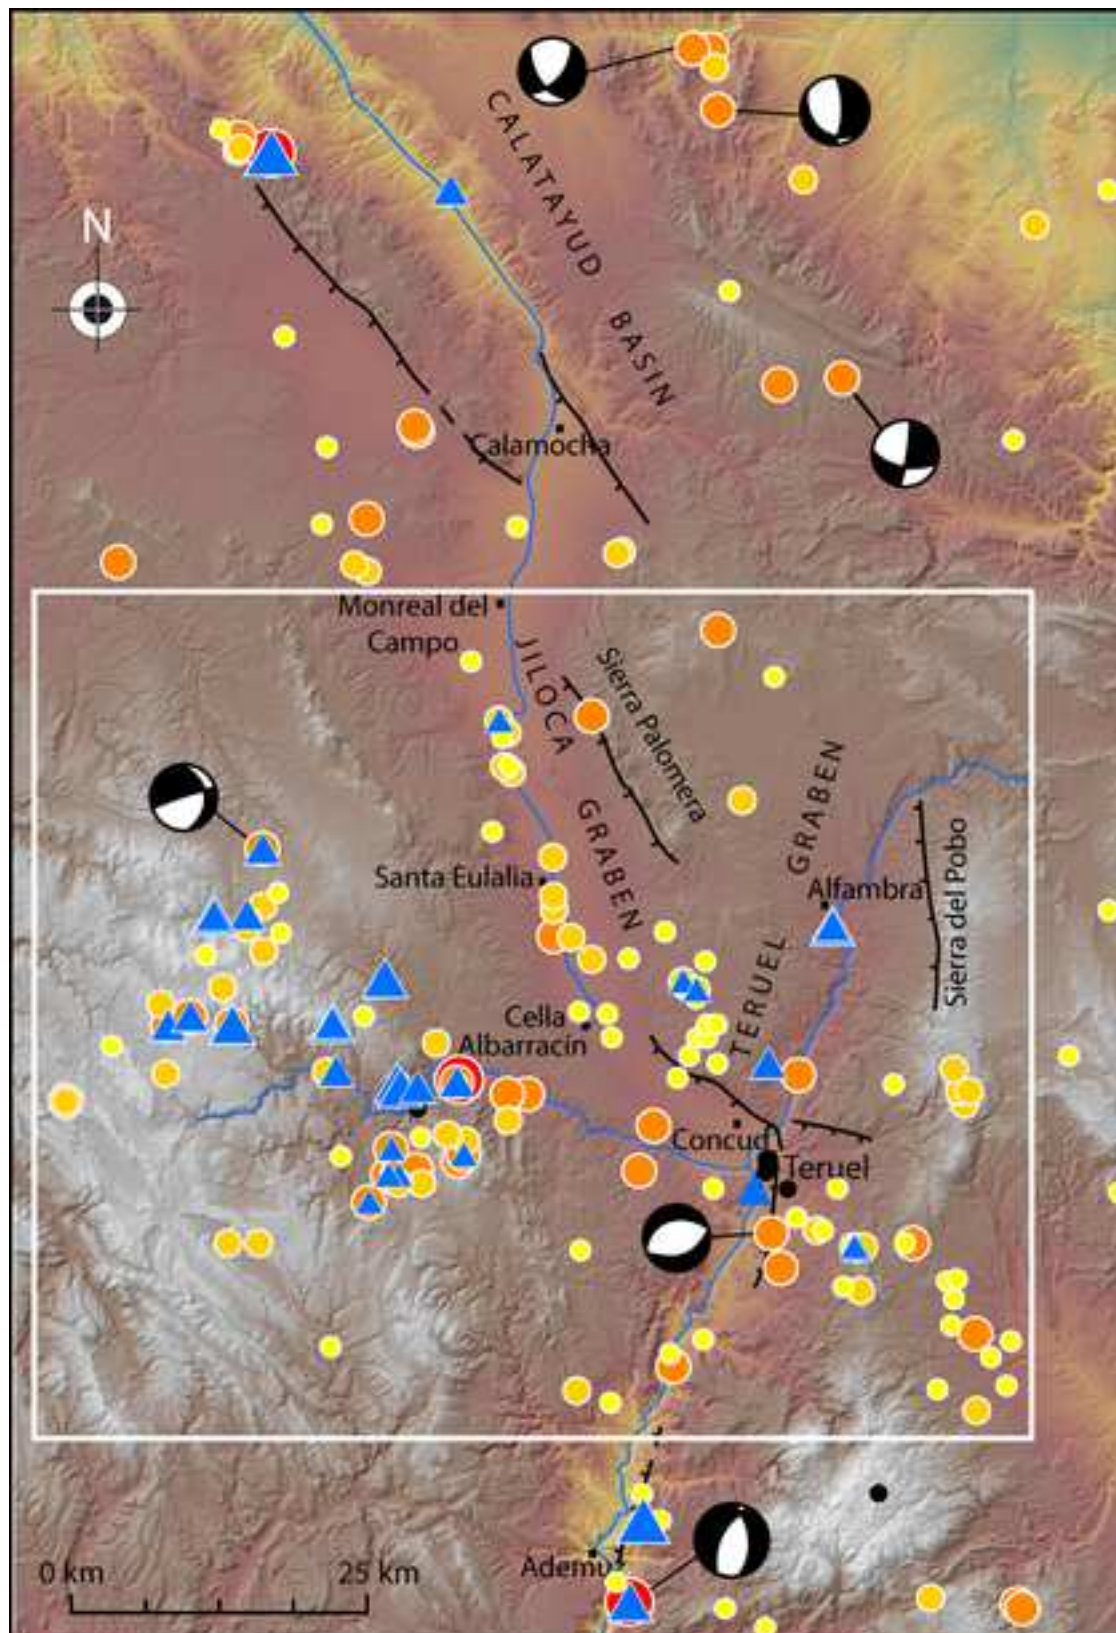 CALATAYUD BASIN
N
Calamocha
Monreal del
Campo
JILOCA GRABEN
Sierra Palomera
TERUEL GRABEN
Alfambra
Sierra del Pobo
Santa Eulalia
Cella
Albarracín
Concud
Teruel
0 km
25 km
Ademu